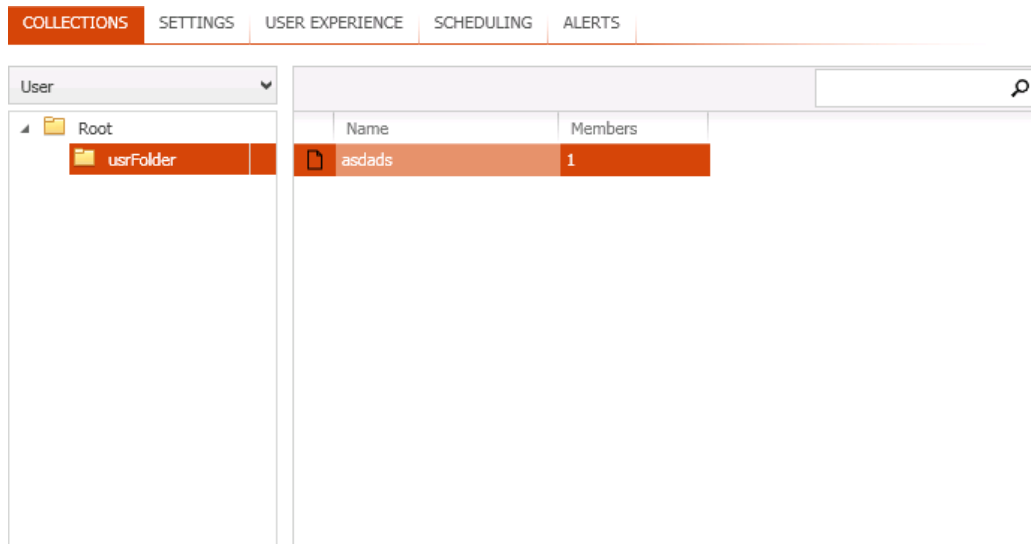 COLLECTIONS SETTINGS USER EXPERIENCE SCHEDULING ALERTS
User
Root
usrFolder
Name Members
asdads 1